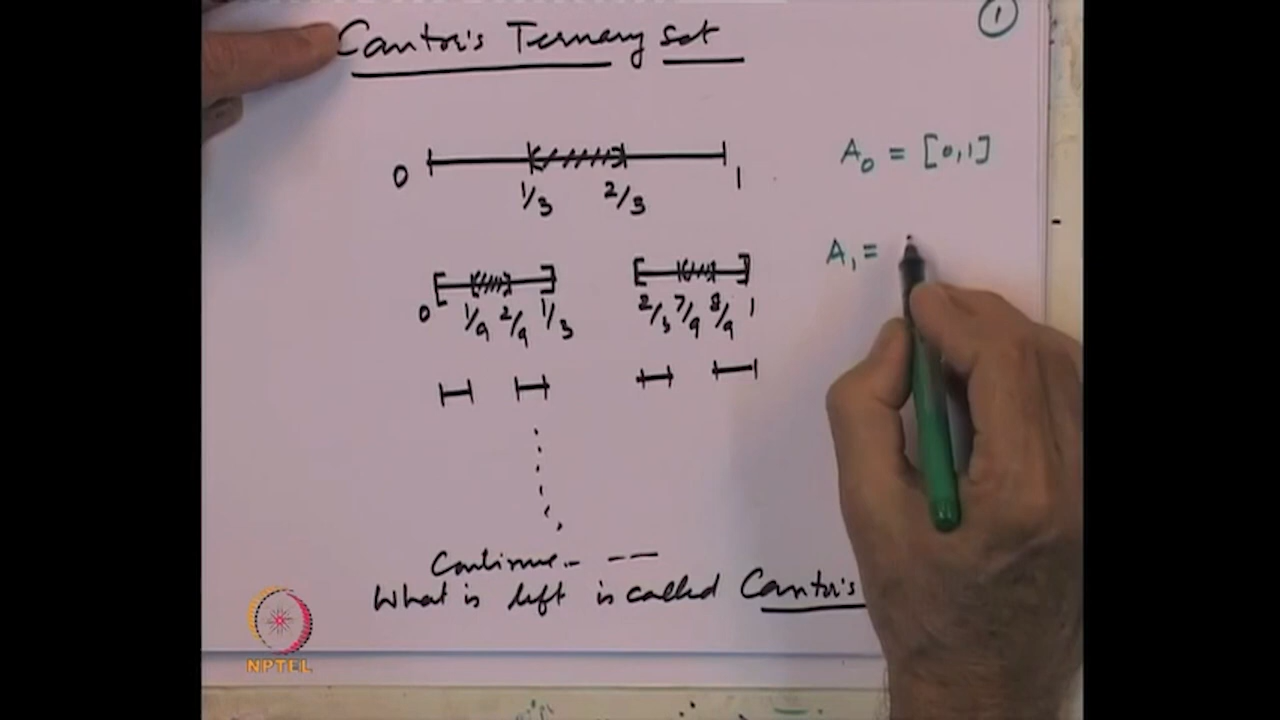 Cantor's Ternary set
1
0 1/3 2/3 1
A₀ = [0,1]
A₁ =
0 1/9 2/9 1/3 2/3 7/9 8/9 1
Continue..
What is left is called Cantor's
NPTEL